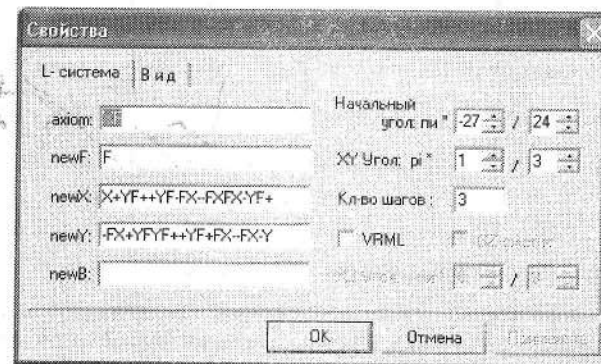 Свойства
L- система
Вид
axiom:
Начальный
угол: пи * -27 / 24
newF: F
XY Угол: pi * 1 / 3
newX: X+YF++YF-FX--FXFX-YF+
Кл-во шагов : 3
newY: -FX+YFYF++YF+FX--FX-Y
VRML
newB:
OK
Отмена